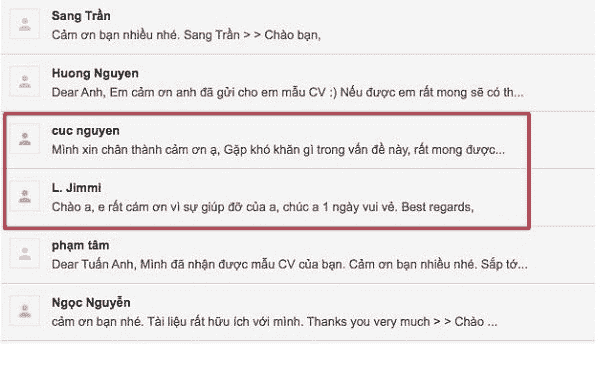 Sang Trần
Cảm ơn bạn nhiều nhé. Sang Trần > > Chào bạn,
Huong Nguyen
Dear Anh, Em cảm ơn anh đã gửi cho em mẫu CV :) Nếu được em rất mong sẽ có th...
cuc nguyen
Mình xin chân thành cảm ơn ạ, Gặp khó khăn gì trong vấn đề này, rất mong được...
L. Jimmi
Chào a, e rất cám ơn vì sự giúp đỡ của a, chúc a 1 ngày vui vẻ. Best regards,
phạm tâm
Dear Tuấn Anh, Mình đã nhận được mẫu CV của bạn. Cảm ơn bạn nhiều nhé. Sắp tớ...
Ngọc Nguyễn
cảm ơn bạn nhé. Tài liệu rất hữu ích với mình. Thanks you very much > > Chào ...